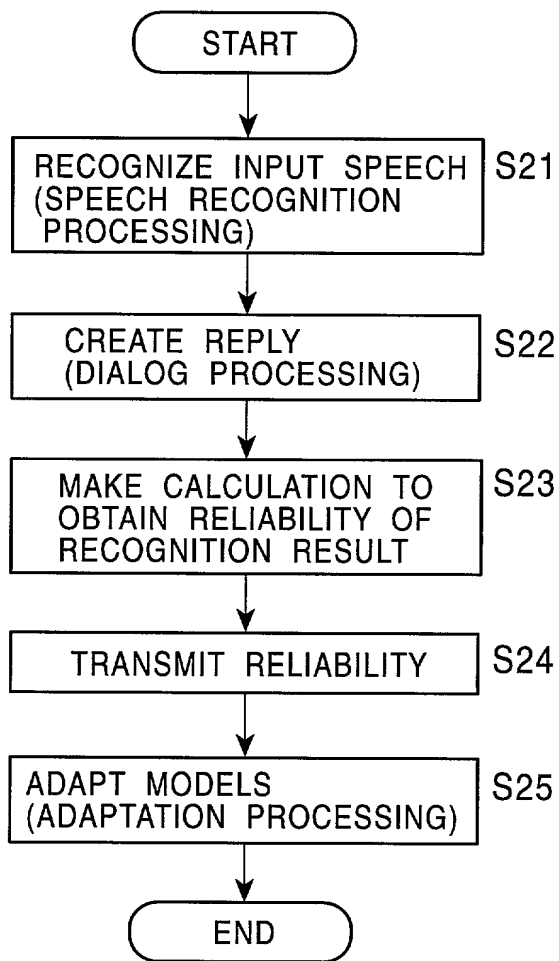 START
RECOGNIZE INPUT SPEECH
(SPEECH RECOGNITION
PROCESSING)
S21
CREATE REPLY
(DIALOG PROCESSING)
S22
MAKE CALCULATION TO
OBTAIN RELIABILITY OF
RECOGNITION RESULT
S23
TRANSMIT RELIABILITY
S24
ADAPT MODELS
(ADAPTATION PROCESSING)
S25
END